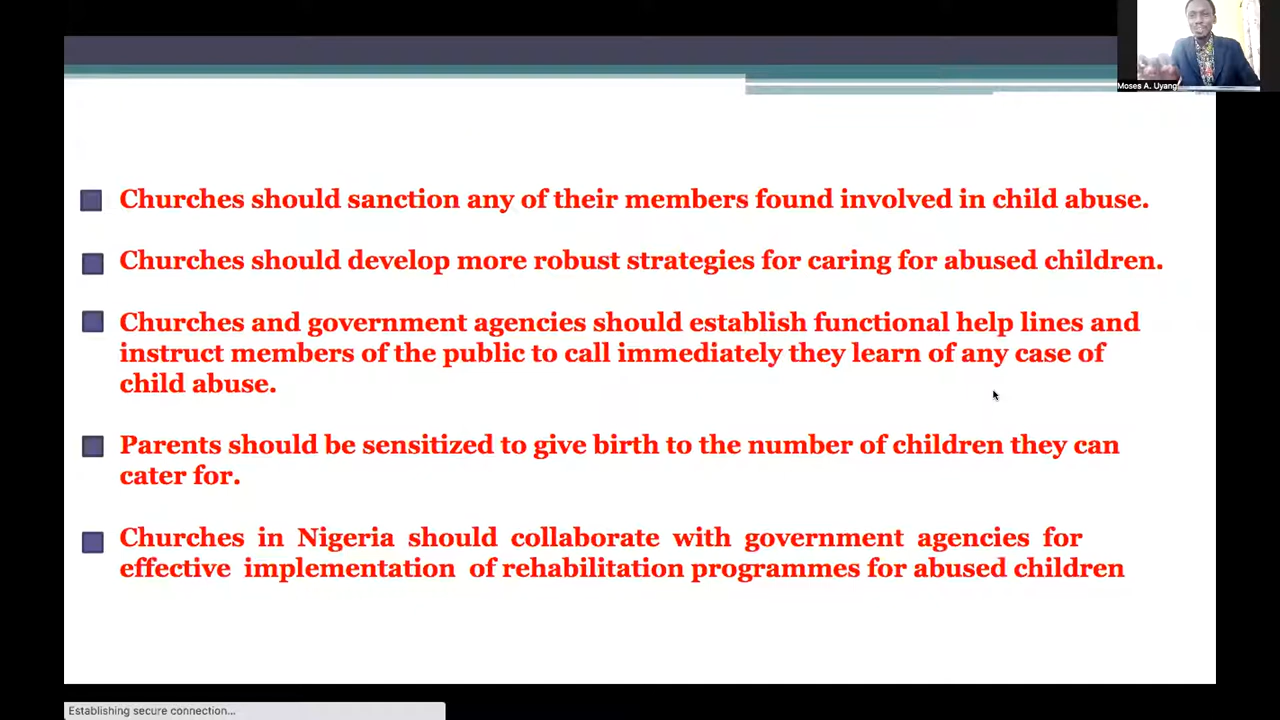 Moses A. Uyang
Churches should sanction any of their members found involved in child abuse.
Churches should develop more robust strategies for caring for abused children.
Churches and government agencies should establish functional help lines and
instruct members of the public to call immediately they learn of any case of
child abuse.
Parents should be sensitized to give birth to the number of children they can
cater for.
Churches in Nigeria should collaborate with government agencies for
effective implementation of rehabilitation programmes for abused children
Establishing secure connection...